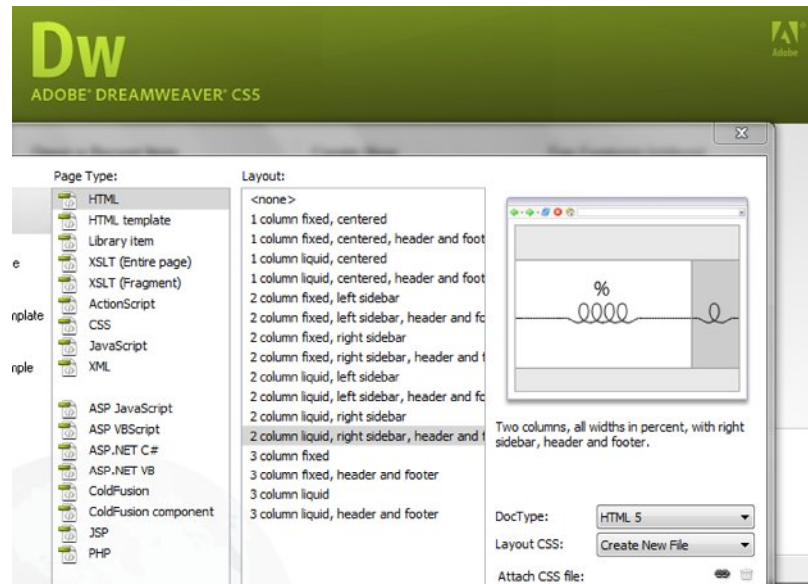 Dw
ADOBE® DREAMWEAVER® CS5
Adobe
Page Type:
HTML
HTML template
Library item
XSLT (Entire page)
XSLT (Fragment)
ActionScript
CSS
JavaScript
XML
ASP JavaScript
ASP VBScript
ASP.NET C#
ASP.NET VB
ColdFusion
ColdFusion component
JSP
PHP
Layout:
<none>
1 column fixed, centered
1 column fixed, centered, header and foot
1 column liquid, centered
1 column liquid, centered, header and foot
2 column fixed, left sidebar
2 column fixed, left sidebar, header and fo
2 column fixed, right sidebar
2 column fixed, right sidebar, header and f
2 column liquid, left sidebar
2 column liquid, left sidebar, header and fo
2 column liquid, right sidebar
2 column liquid, right sidebar, header and f
3 column fixed
3 column fixed, header and footer
3 column liquid
3 column liquid, header and footer
%
Two columns, all widths in percent, with right
sidebar, header and footer.
DocType:
HTML 5
Layout CSS:
Create New File
Attach CSS file: